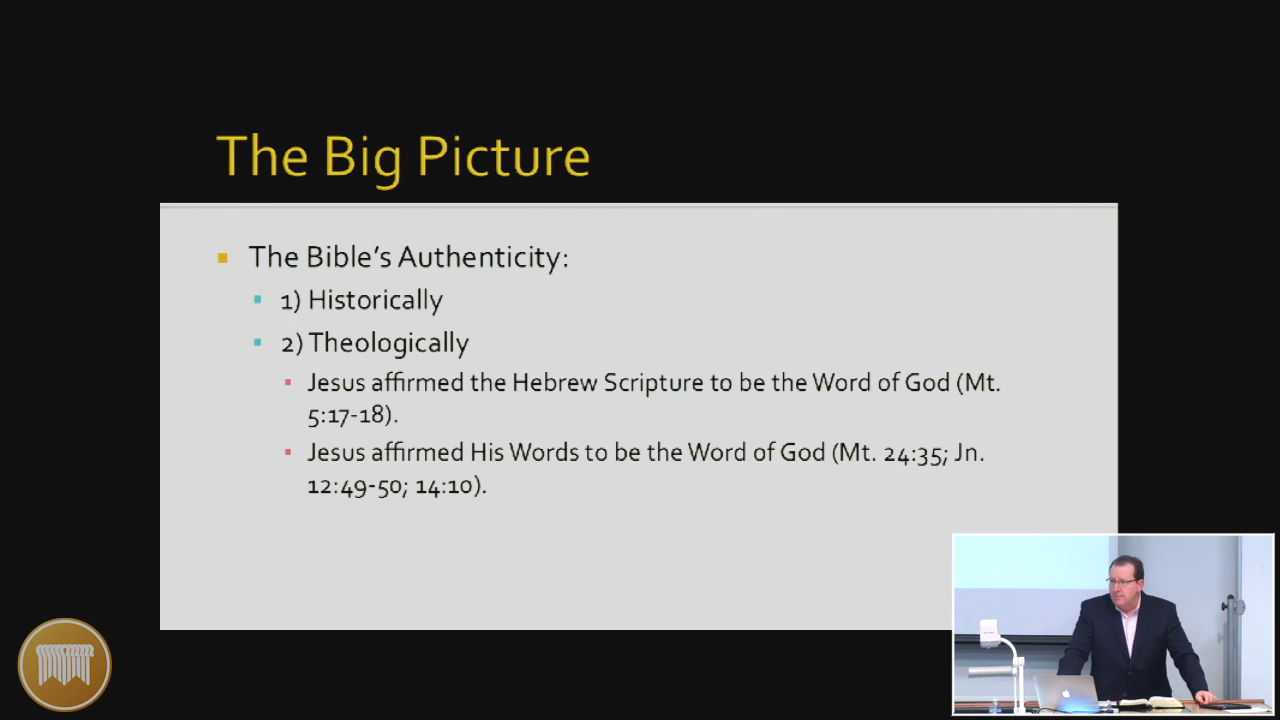 The Big Picture
The Bible's Authenticity:
1) Historically
2) Theologically
Jesus affirmed the Hebrew Scripture to be the Word of God (Mt.
5:17-18).
Jesus affirmed His Words to be the Word of God (Mt. 24:35; Jn.
12:49-50; 14:10).